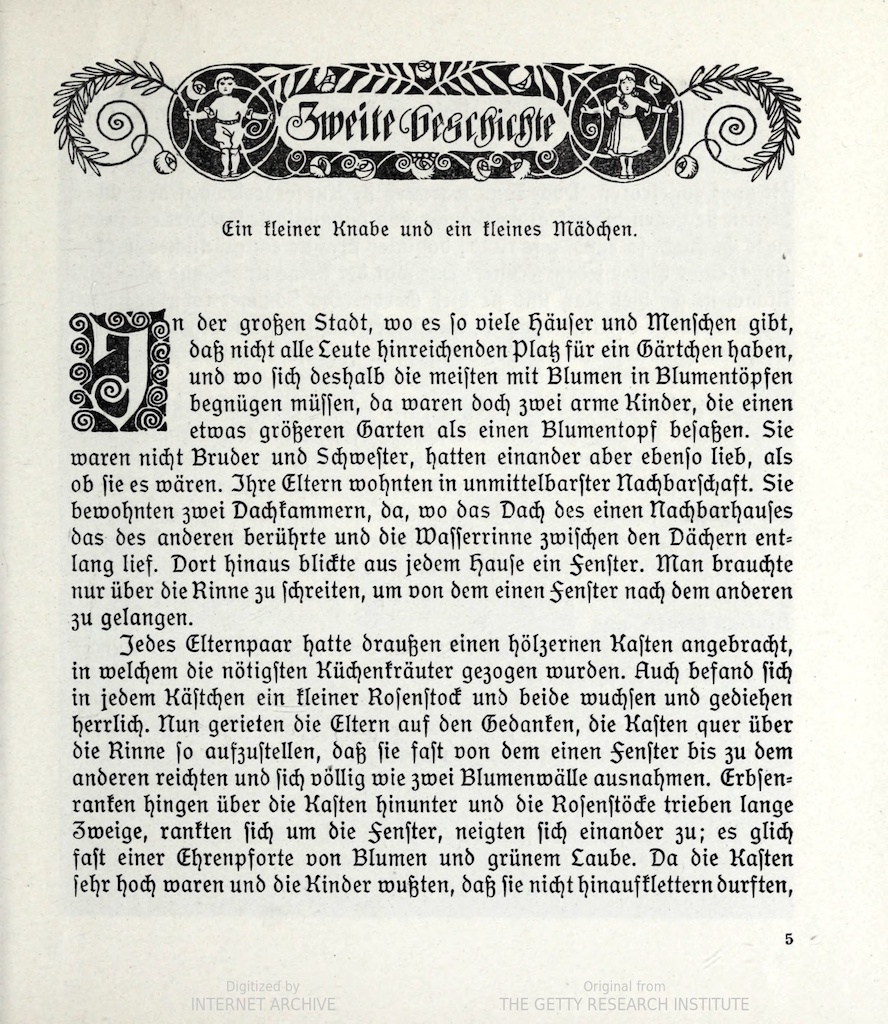 Zweite Geschichte
Ein kleiner Knabe und ein kleines Mädchen.
In der großen Stadt, wo es so viele Häuser und Menschen gibt,
daß nicht alle Leute hinreichenden Platz für ein Gärtchen haben,
und wo sich deshalb die meisten mit Blumen in Blumentöpfen
begnügen müssen, da waren doch zwei arme Kinder, die einen
etwas größeren Garten als einen Blumentopf besaßen. Sie
waren nicht Bruder und Schwester, hatten einander aber ebenso lieb, als
ob sie es wären. Ihre Eltern wohnten in unmittelbarster Nachbarschaft. Sie
bewohnten zwei Dachkammern, da, wo das Dach des einen Nachbarhauses
das des anderen berührte und die Wasserrinne zwischen den Dächern ent-
lang lief. Dort hinaus blickte aus jedem Hause ein Fenster. Man brauchte
nur über die Rinne zu schreiten, um von dem einen Fenster nach dem anderen
zu gelangen.
Jedes Elternpaar hatte draußen einen hölzernen Kasten angebracht,
in welchem die nötigsten Küchenkräuter gezogen wurden. Auch befand sich
in jedem Kästchen ein kleiner Rosenstock und beide wuchsen und gediehen
herrlich. Nun gerieten die Eltern auf den Gedanken, die Kasten quer über
die Rinne so aufzustellen, daß sie fast von dem einen Fenster bis zu dem
anderen reichten und sich völlig wie zwei Blumenwälle ausnahmen. Erbsen-
ranken hingen über die Kasten hinunter und die Rosenstöcke trieben lange
Zweige, rankten sich um die Fenster, neigten sich einander zu; es glich
fast einer Ehrenpforte von Blumen und grünem Laube. Da die Kasten
sehr hoch waren und die Kinder wußten, daß sie nicht hinaufklettern durften,
5
Digitized by
INTERNET ARCHIVE
Original from
THE GETTY RESEARCH INSTITUTE